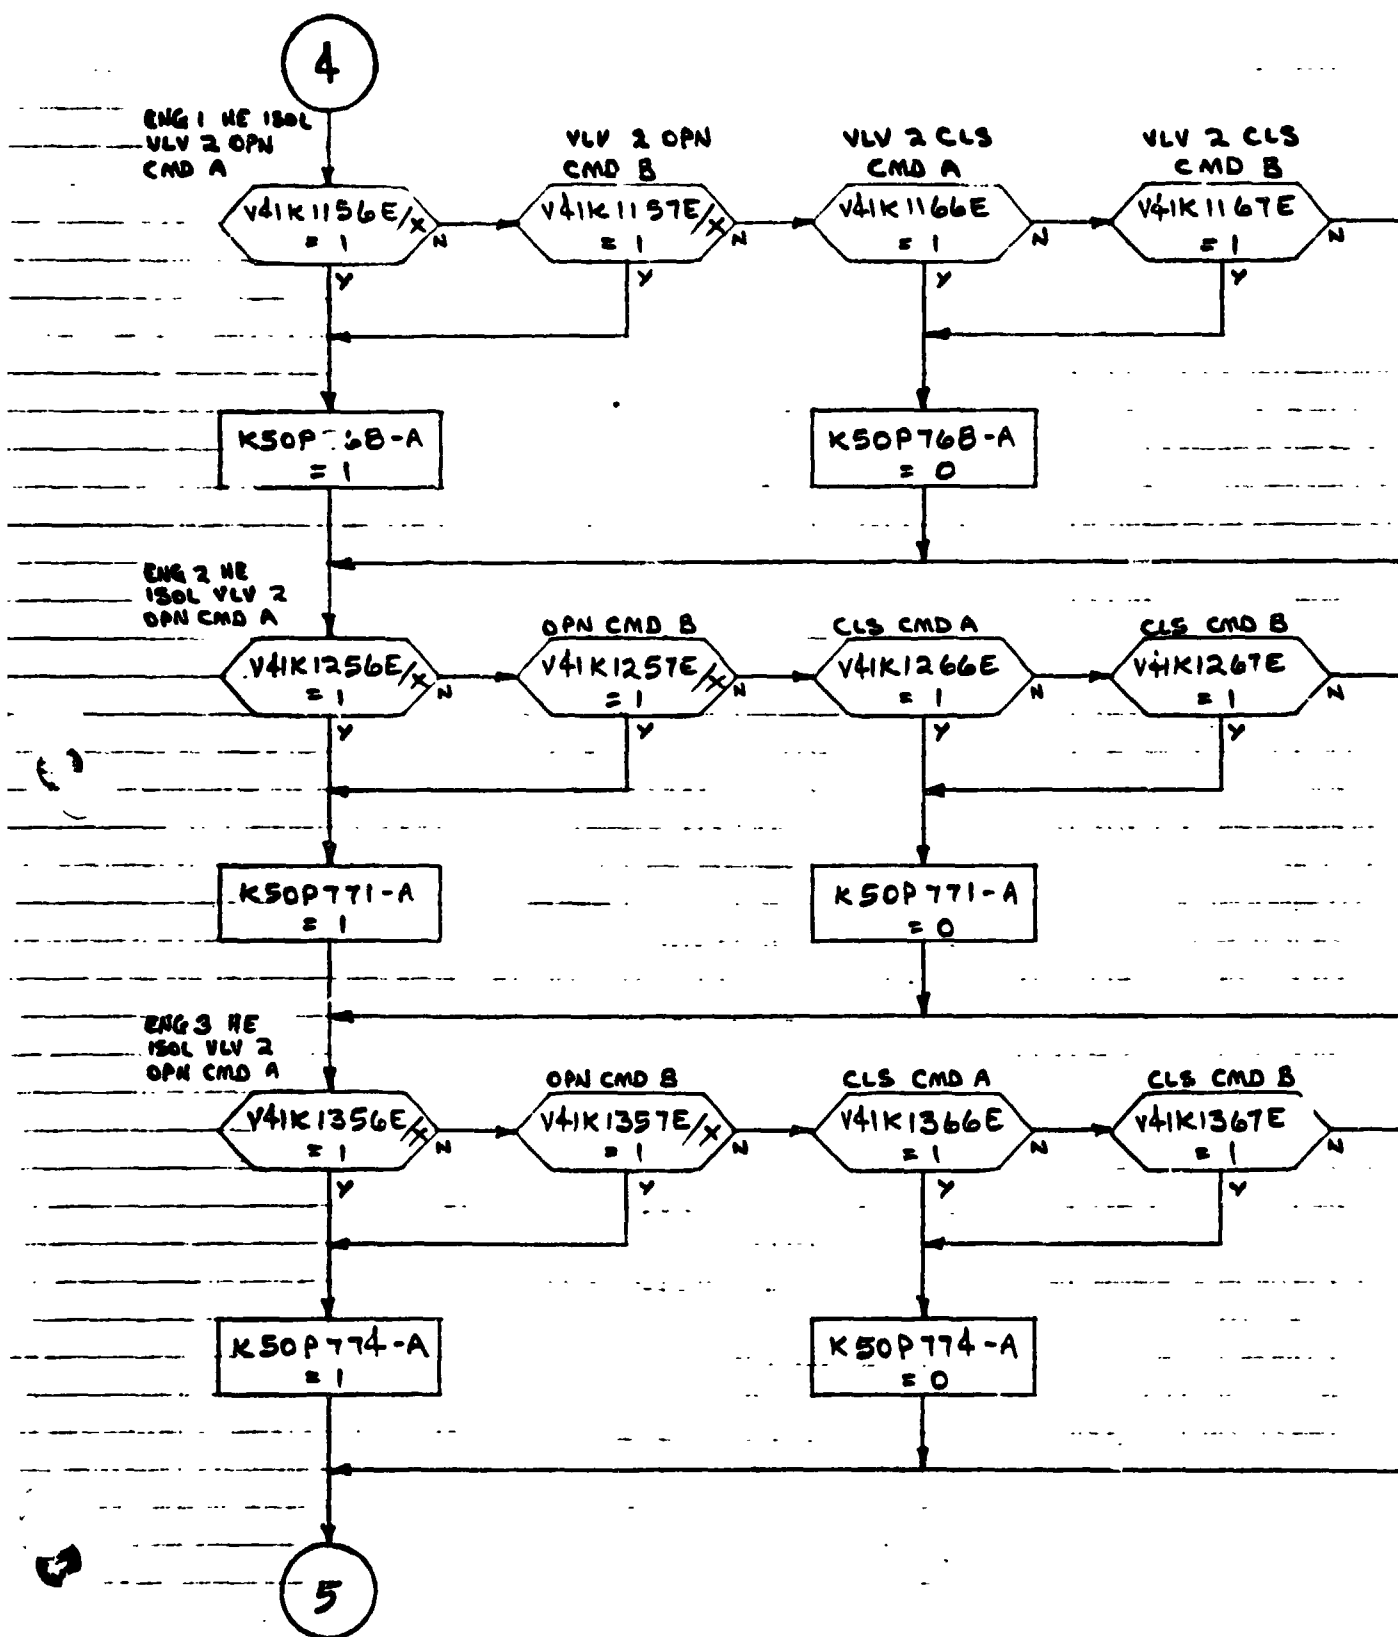 4
ENG 1 HE ISOL
VLV 2 OPN
CMD A
VLV 2 OPN
CMD B
VLV 2 CLS
CMD A
VLV 2 CLS
CMD B
V41K1156E/X
= 1
N
Y
V41K1157E/X
= 1
N
Y
V41K1166E
= 1
N
Y
V41K1167E
= 1
N
Y
K50P 68-A
= 1
K50P768-A
= 0
ENG 2 HE
ISOL VLV 2
OPN CMD A
OPN CMD B
CLS CMD A
CLS CMD B
V41K1256E/X
= 1
N
Y
V41K1257E/X
= 1
N
Y
V41K1266E
= 1
N
Y
V41K1267E
= 1
N
Y
K50P771-A
= 1
K50P771-A
= 0
ENG 3 HE
ISOL VLV 2
OPN CMD A
OPN CMD B
CLS CMD A
CLS CMD B
V41K1356E/X
= 1
N
Y
V41K1357E/X
= 1
N
Y
V41K1366E
= 1
N
Y
V41K1367E
= 1
N
Y
K50P774-A
= 1
K50P774-A
= 0
5